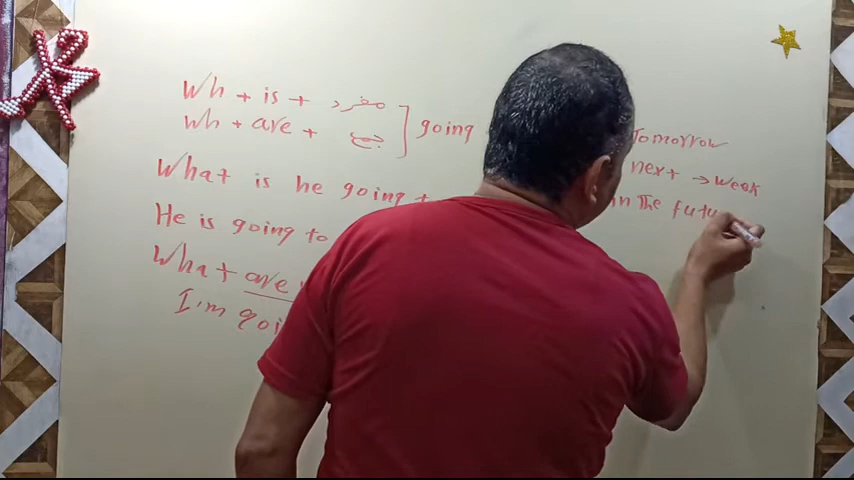 Wh + is + مفرد ] going
wh + are + جمع
Tomorrow
next → weak
in The futu
What is he going t
He is going to
What are
I'm goi